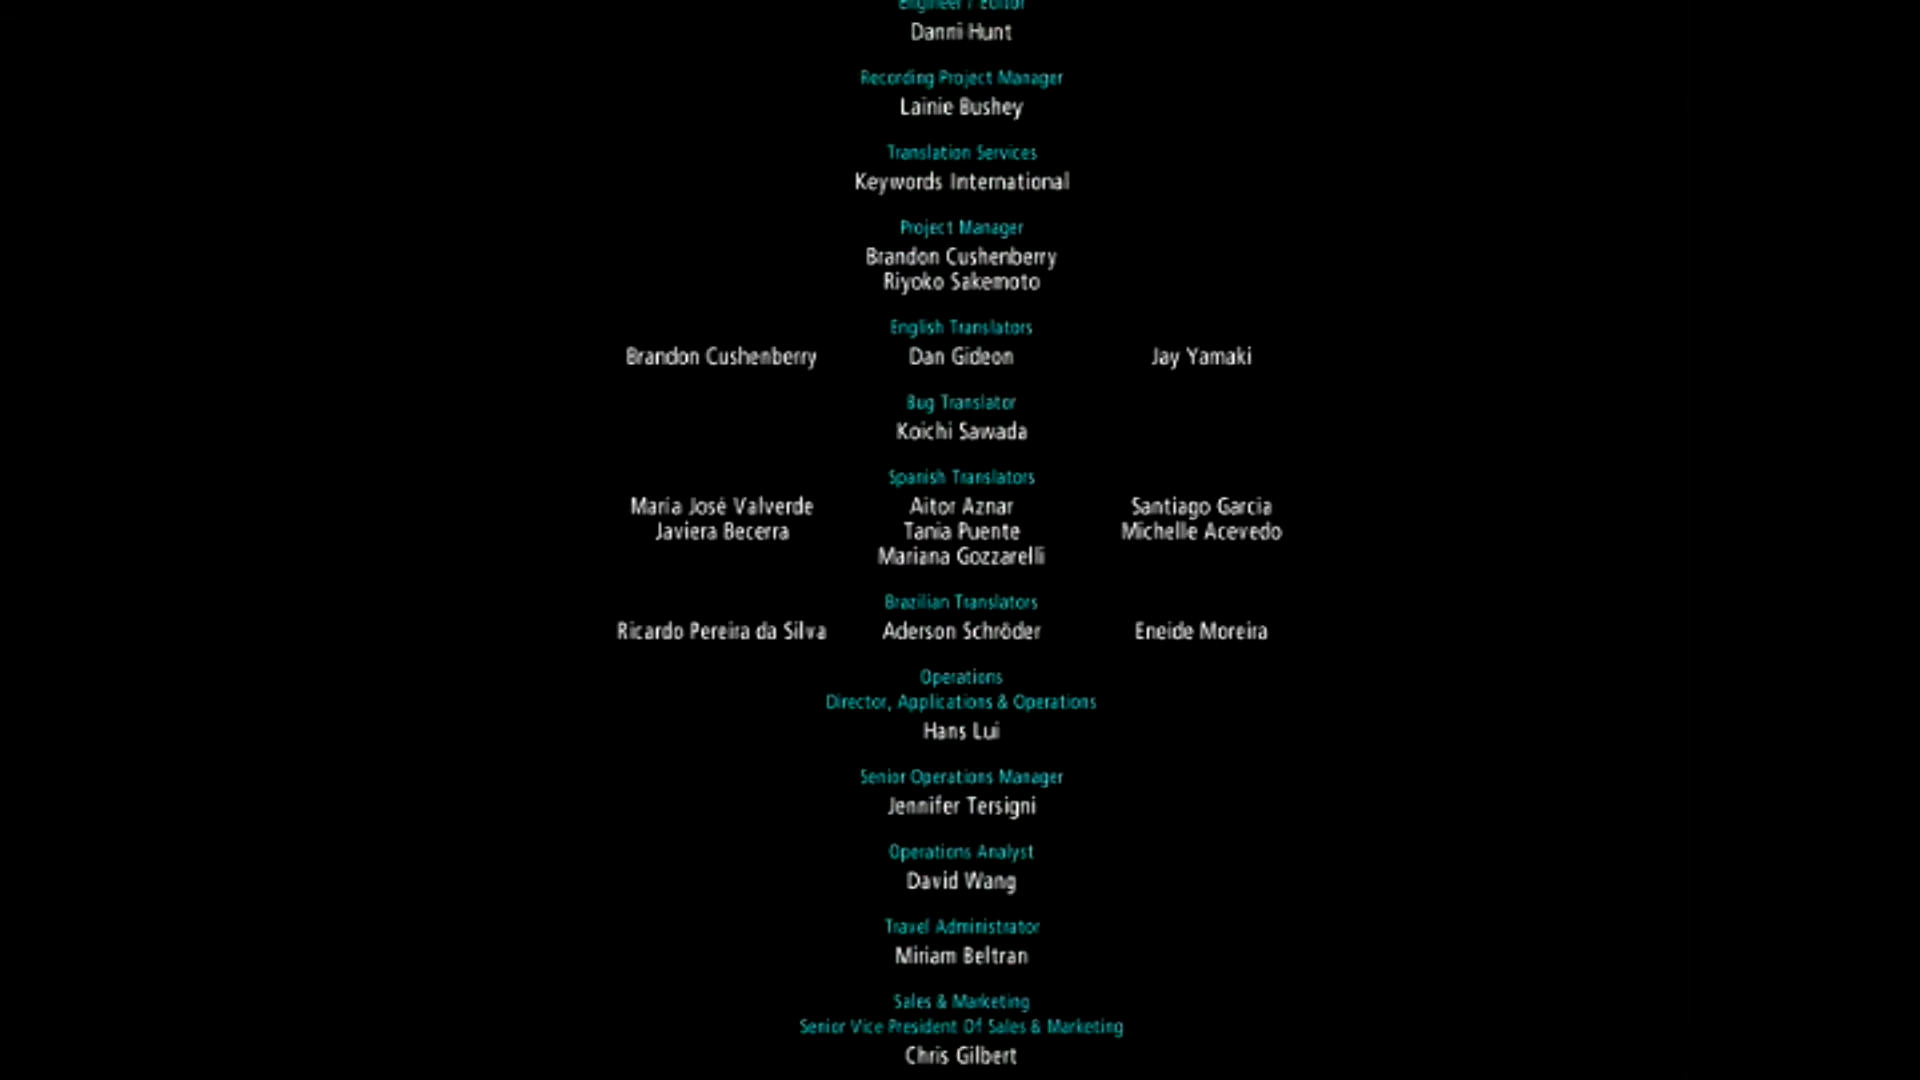 Engineer / Editor
Danni Hunt
Recording Project Manager
Lainie Bushey
Translation Services
Keywords International
Project Manager
Brandon Cushenberry
Riyoko Sakemoto
English Translators
Brandon Cushenberry Dan Gideon Jay Yamaki
Bug Translator
Koichi Sawada
Spanish Translators
Maria José Valverde Aitor Aznar Santiago Garcia
Javiera Becerra Tania Puente Michelle Acevedo
Mariana Gozzarelli
Brazilian Translators
Ricardo Pereira da Silva Aderson Schröder Eneide Moreira
Operations
Director, Applications & Operations
Hans Lui
Senior Operations Manager
Jennifer Tersigni
Operations Analyst
David Wang
Travel Administrator
Miriam Beltran
Sales & Marketing
Senior Vice President Of Sales & Marketing
Chris Gilbert